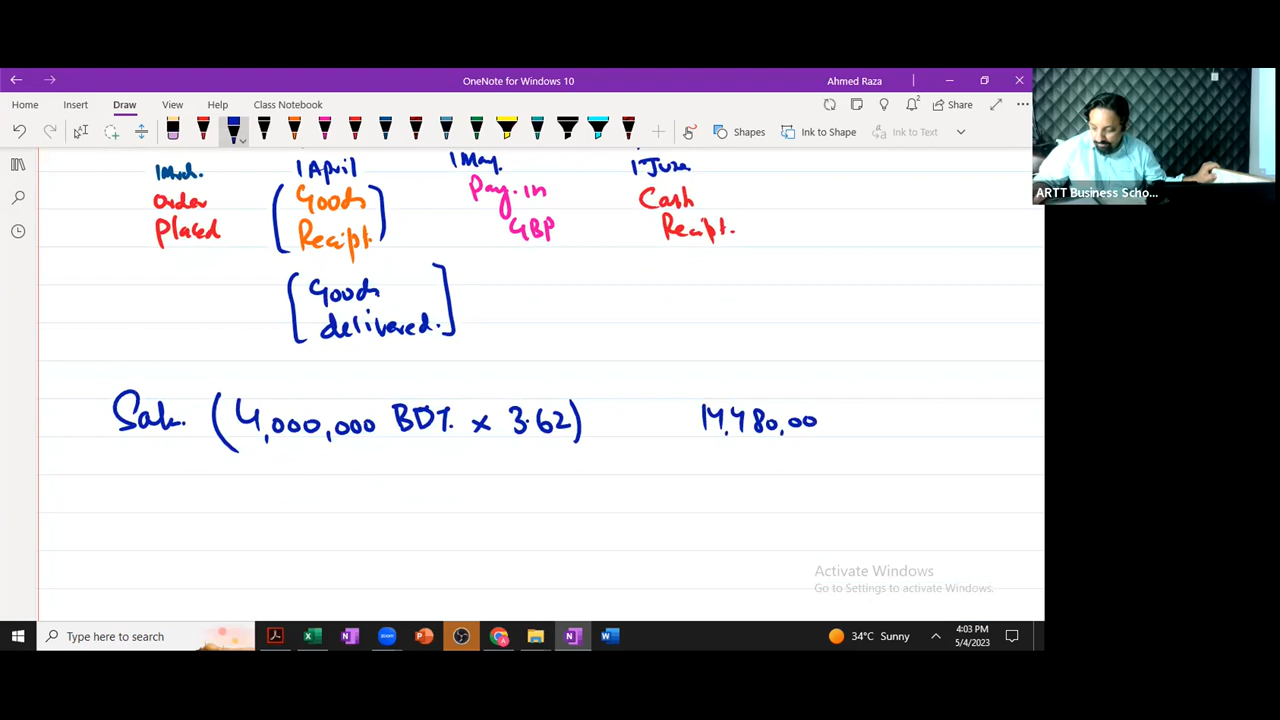 OneNote for Windows 10
Ahmed Raza
Home Insert Draw View Help Class Notebook
Share
Shapes Ink to Shape Ink to Text
ARTT Business Scho...
1 March. 1 April 1 May. 1 June
Order Goods Pay. in Cash
Placed Recipt. GBP Receipt.
Goods
delivered.
Sale. (4,000,000 BDT. x 3.62) 14,480,00
Activate Windows
Go to Settings to activate Windows.
Type here to search
34°C Sunny
4:03 PM
5/4/2023